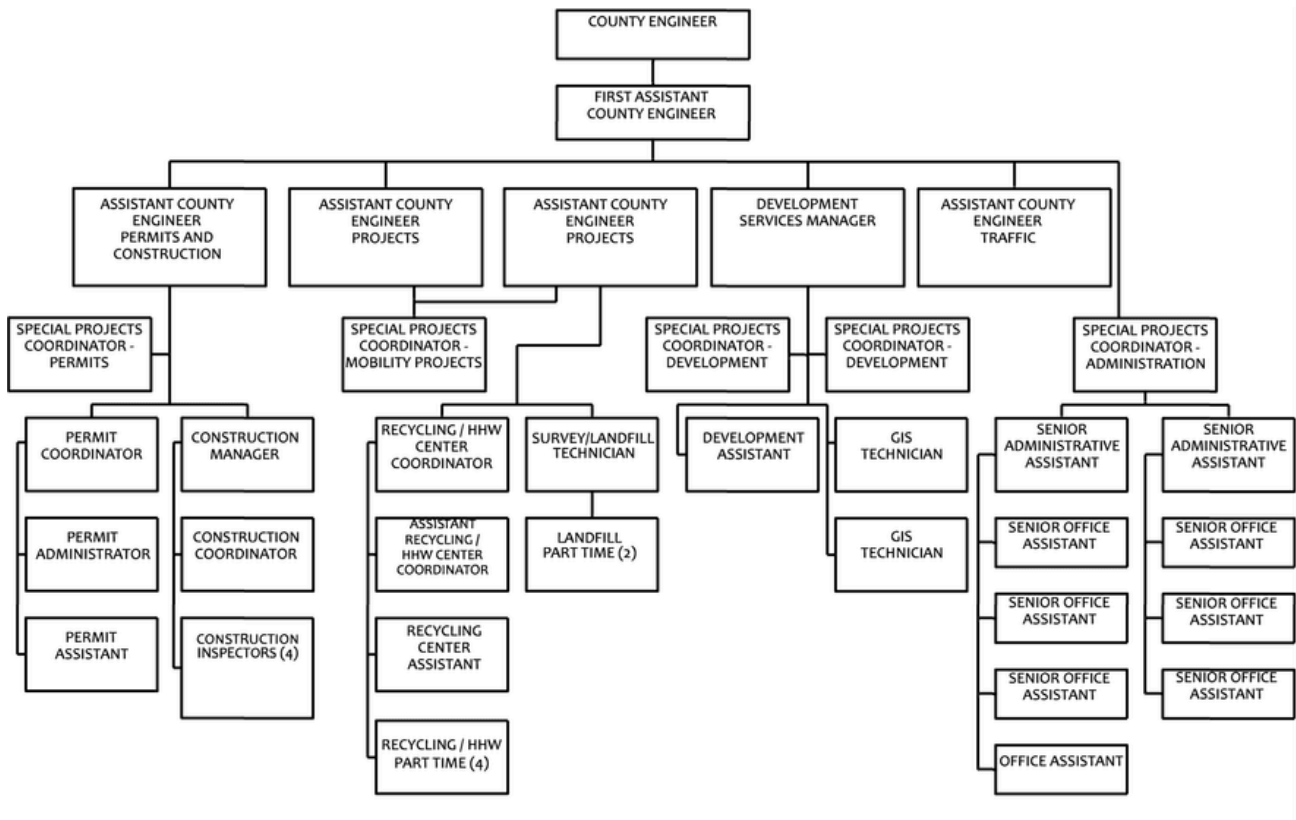 COUNTY ENGINEER
FIRST ASSISTANT
COUNTY ENGINEER
ASSISTANT COUNTY
ENGINEER
PERMITS AND
CONSTRUCTION
ASSISTANT COUNTY
ENGINEER
PROJECTS
ASSISTANT COUNTY
ENGINEER
PROJECTS
DEVELOPMENT
SERVICES MANAGER
ASSISTANT COUNTY
ENGINEER
TRAFFIC
SPECIAL PROJECTS
COORDINATOR -
PERMITS
SPECIAL PROJECTS
COORDINATOR -
MOBILITY PROJECTS
SPECIAL PROJECTS
COORDINATOR -
DEVELOPMENT
SPECIAL PROJECTS
COORDINATOR -
DEVELOPMENT
SPECIAL PROJECTS
COORDINATOR -
ADMINISTRATION
PERMIT
COORDINATOR
CONSTRUCTION
MANAGER
RECYCLING / HHW
CENTER
COORDINATOR
SURVEY/LANDFILL
TECHNICIAN
DEVELOPMENT
ASSISTANT
GIS
TECHNICIAN
SENIOR
ADMINISTRATIVE
ASSISTANT
SENIOR
ADMINISTRATIVE
ASSISTANT
PERMIT
ADMINISTRATOR
CONSTRUCTION
COORDINATOR
ASSISTANT
RECYCLING /
HHW CENTER
COORDINATOR
LANDFILL
PART TIME (2)
GIS
TECHNICIAN
SENIOR OFFICE
ASSISTANT
SENIOR OFFICE
ASSISTANT
PERMIT
ASSISTANT
CONSTRUCTION
INSPECTORS (4)
RECYCLING
CENTER
ASSISTANT
SENIOR OFFICE
ASSISTANT
SENIOR OFFICE
ASSISTANT
SENIOR OFFICE
ASSISTANT
SENIOR OFFICE
ASSISTANT
RECYCLING / HHW
PART TIME (4)
OFFICE ASSISTANT